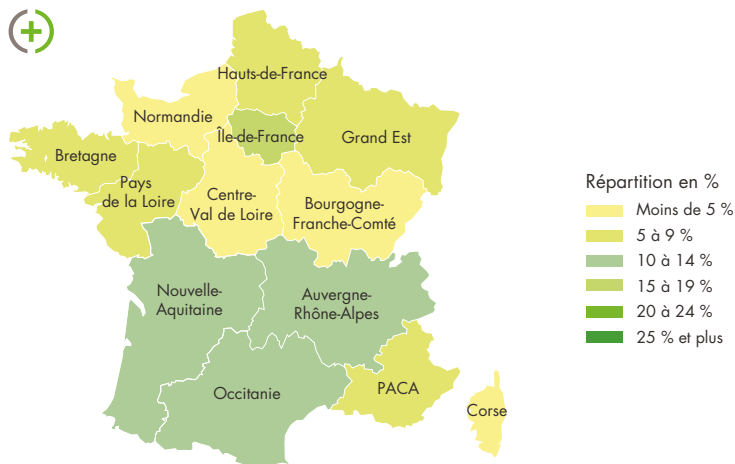 Hauts-de-France
Normandie
Île-de-France
Grand Est
Bretagne
Pays
de la Loire
Centre-
Val de Loire
Bourgogne-
Franche-Comté
Nouvelle-
Aquitaine
Auvergne-
Rhône-Alpes
Occitanie
PACA
Corse
Répartition en %
Moins de 5 %
5 à 9 %
10 à 14 %
15 à 19 %
20 à 24 %
25 % et plus